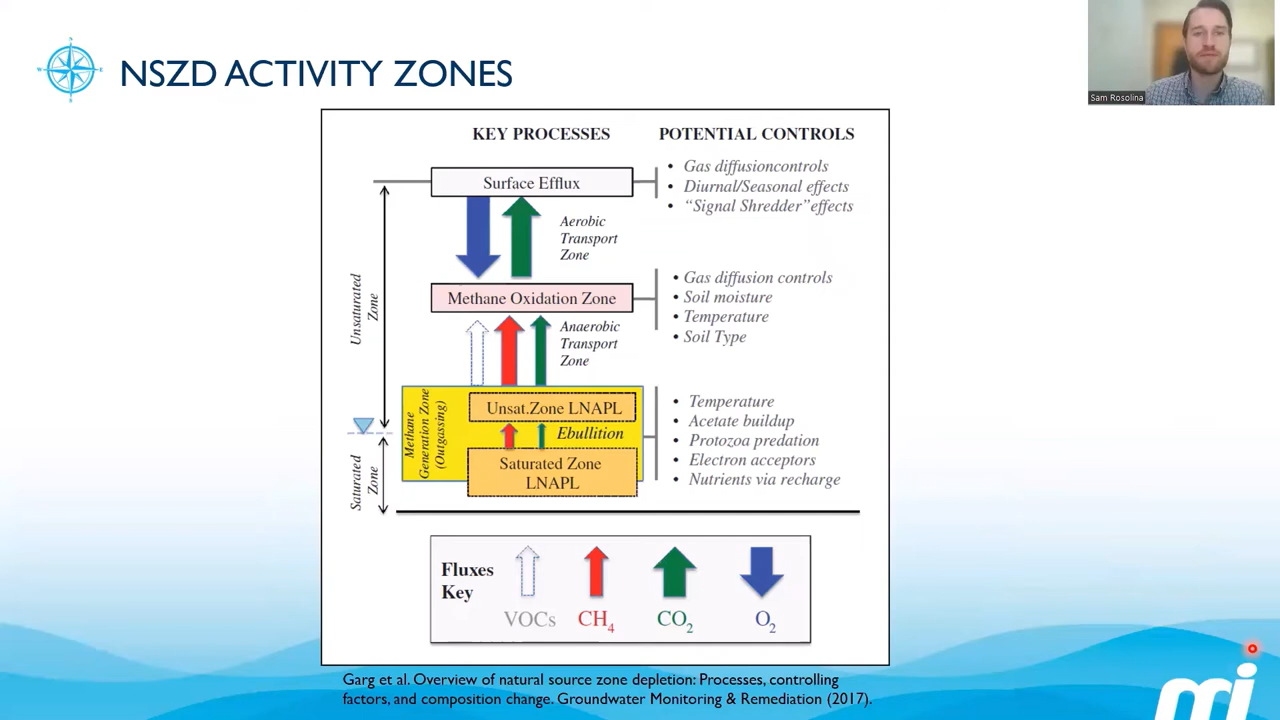 NSZD ACTIVITY ZONES
Sam Rosolina
KEY PROCESSES
POTENTIAL CONTROLS
Surface Efflux
• Gas diffusioncontrols
• Diurnal/Seasonal effects
• “Signal Shredder”effects
Aerobic
Transport
Zone
Unsaturated
Zone
Methane Oxidation Zone
• Gas diffusion controls
• Soil moisture
• Temperature
• Soil Type
Anaerobic
Transport
Zone
Methane
Generation Zone
(Outgassing)
Unsat.Zone LNAPL
Ebullition
Saturated Zone
LNAPL
• Temperature
• Acetate buildup
• Protozoa predation
• Electron acceptors
• Nutrients via recharge
Saturated
Zone
Fluxes
Key
VOCs
CH4
CO2
O2
Garg et al. Overview of natural source zone depletion: Processes, controlling
factors, and composition change. Groundwater Monitoring & Remediation (2017).
mi